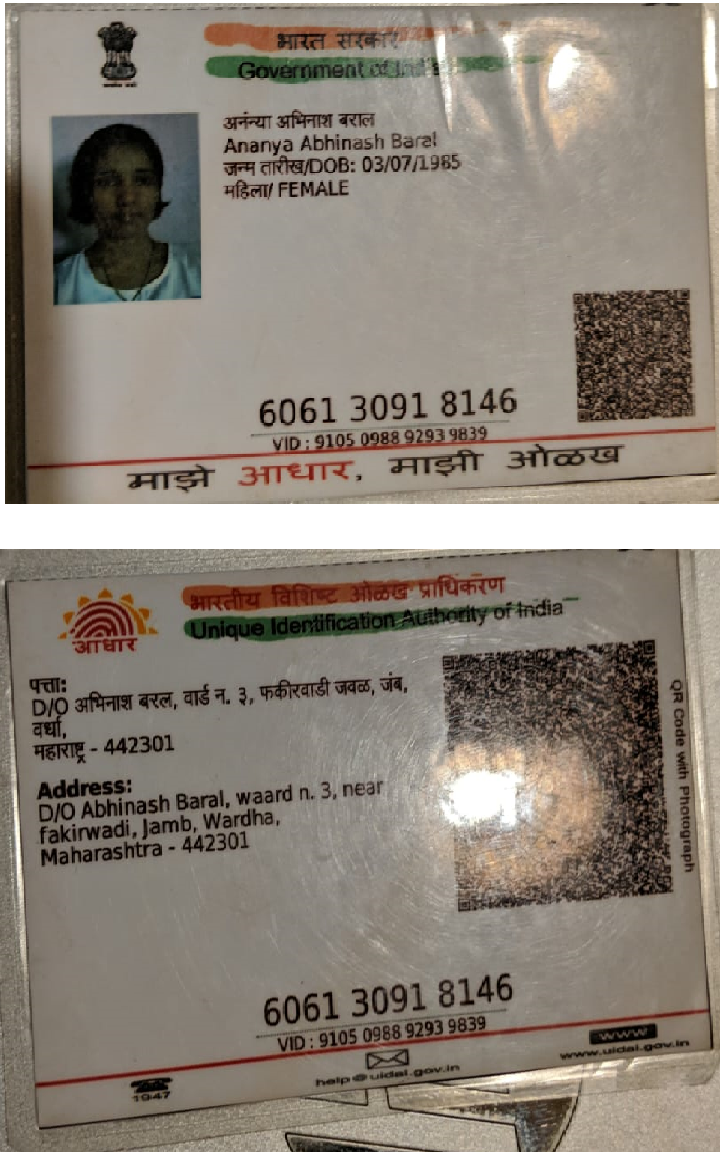 भारत सरकार
Government of India
अनंन्या अभिनाश बराल
Ananya Abhinash Baral
जन्म तारीख/DOB: 03/07/1985
महिला/ FEMALE
6061 3091 8146
VID : 9105 0988 9293 9839
माझे आधार, माझी ओळख
भारतीय विशिष्ट ओळख प्राधिकरण
Unique Identification Authority of India
आधार
पत्ता:
D/O अभिनाश बरल, वार्ड न. ३, फकीरवाडी जवळ, जंब,
वर्धा,
महाराष्ट्र - 442301
Address:
D/O Abhinash Baral, waard n. 3, near
fakirwadi, Jamb, Wardha,
Maharashtra - 442301
QR Code with Photograph
6061 3091 8146
VID : 9105 0988 9293 9839
1947
help@uidai.gov.in
www
www.uidai.gov.in